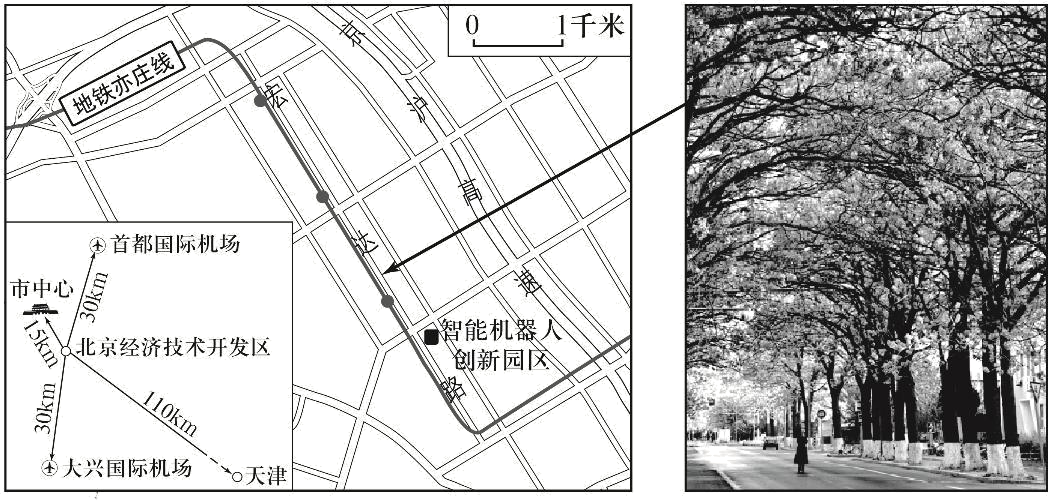 0 1千米
地铁亦庄线
京沪高速
宏达路
智能机器人
创新园区
首都国际机场
市中心
30km
15km
北京经济技术开发区
30km
110km
大兴国际机场
天津